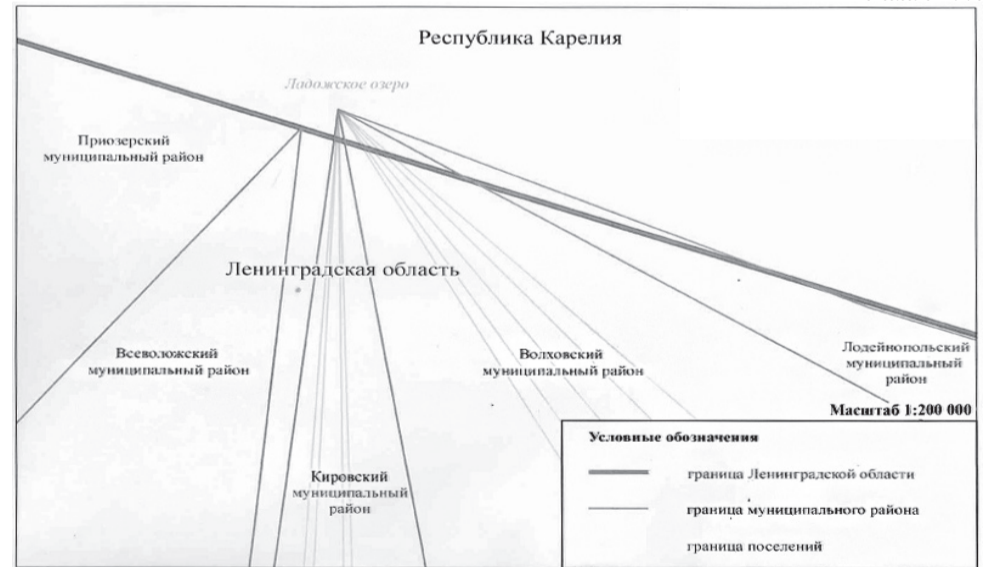 Республика Карелия
Ладожское озеро
Приозерский
муниципальный район
Ленинградская область
Всеволожский
муниципальный район
Волховский
муниципальный район
Лодейнопольский
муниципальный
район
Масштаб 1:200 000
Кировский
муниципальный
район
Условные обозначения
граница Ленинградской области
граница муниципального района
граница поселений